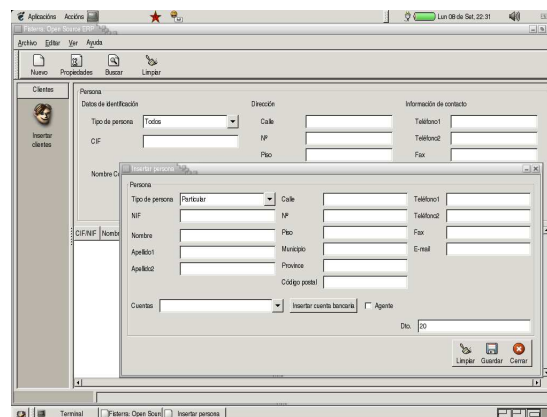 Aplicacións Accións Lun 08 de Set, 22:31
Fisterra: Open Source ERP
Archivo Editar Ver Ayuda
Nuevo Propiedades Buscar Limpiar
Clientes
Insertar clientes
Persona
Datos de identificación Dirección Información de contacto
Tipo de persona Todos Calle Teléfono1
CIF Nº Teléfono2
Piso Fax
Insertar persona
Persona
Tipo de persona Particular Calle Teléfono1
NIF Nº Teléfono2
Nombre Piso Fax
Apellido1 Municipio E-mail
Apellido2 Province
Código postal
Cuentas Insertar cuenta bancaria Agente
Dto. 20
Limpiar Guardar Cerrar
Nombre
CIF/NIF
Terminal Fisterra: Open Sourc Insertar persona